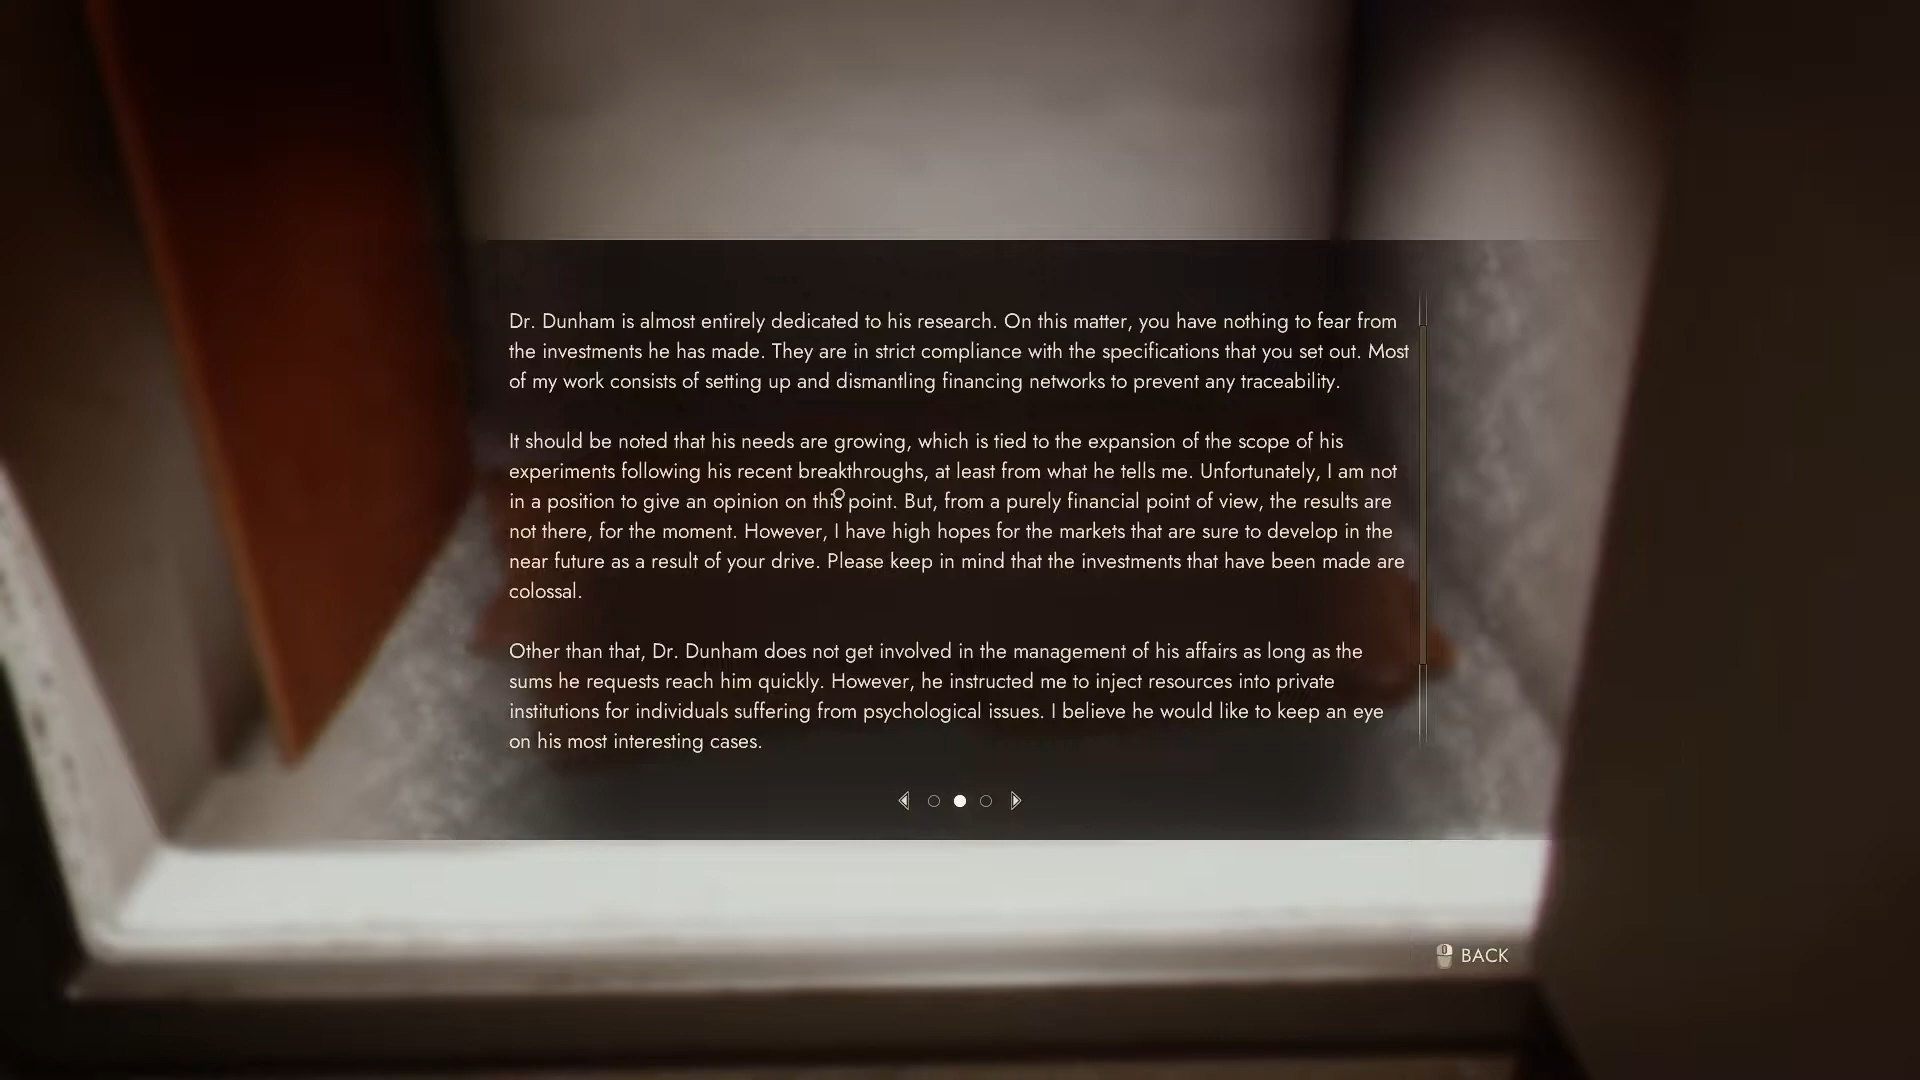 Dr. Dunham is almost entirely dedicated to his research. On this matter, you have nothing to fear from
the investments he has made. They are in strict compliance with the specifications that you set out. Most
of my work consists of setting up and dismantling financing networks to prevent any traceability.
It should be noted that his needs are growing, which is tied to the expansion of the scope of his
experiments following his recent breakthroughs, at least from what he tells me. Unfortunately, I am not
in a position to give an opinion on this point. But, from a purely financial point of view, the results are
not there, for the moment. However, I have high hopes for the markets that are sure to develop in the
near future as a result of your drive. Please keep in mind that the investments that have been made are
colossal.
Other than that, Dr. Dunham does not get involved in the management of his affairs as long as the
sums he requests reach him quickly. However, he instructed me to inject resources into private
institutions for individuals suffering from psychological issues. I believe he would like to keep an eye
on his most interesting cases.
BACK